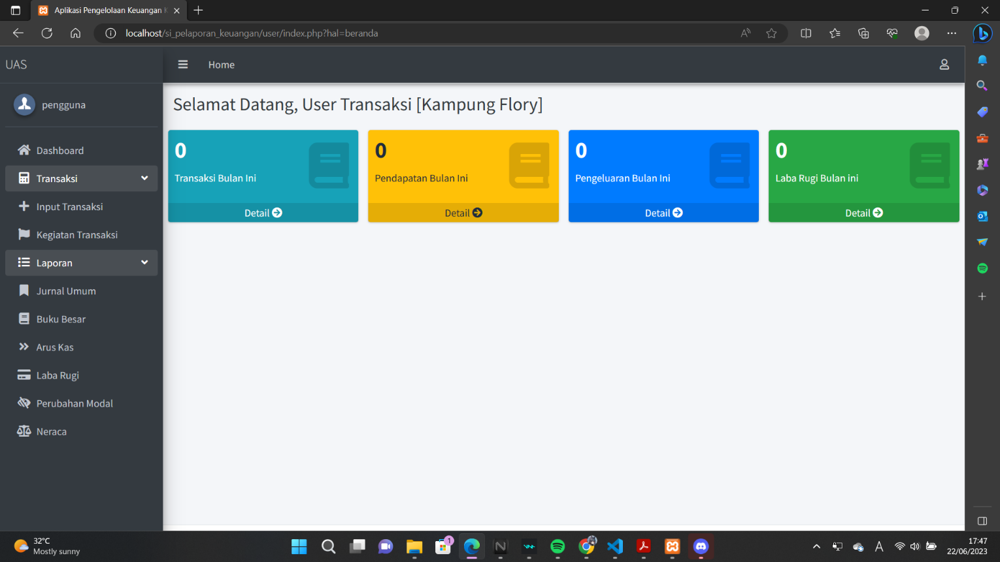 Aplikasi Pengelolaan Keuangan K
localhost/si_pelaporan_keuangan/user/index.php?hal=beranda
UAS
Home
pengguna
Selamat Datang, User Transaksi [Kampung Flory]
Dashboard
Transaksi
Input Transaksi
Kegiatan Transaksi
Laporan
Jurnal Umum
Buku Besar
Arus Kas
Laba Rugi
Perubahan Modal
Neraca
0
Transaksi Bulan Ini
Detail
0
Pendapatan Bulan Ini
Detail
0
Pengeluaran Bulan Ini
Detail
0
Laba Rugi Bulan ini
Detail
32°C
Mostly sunny
1
17:47
22/06/2023